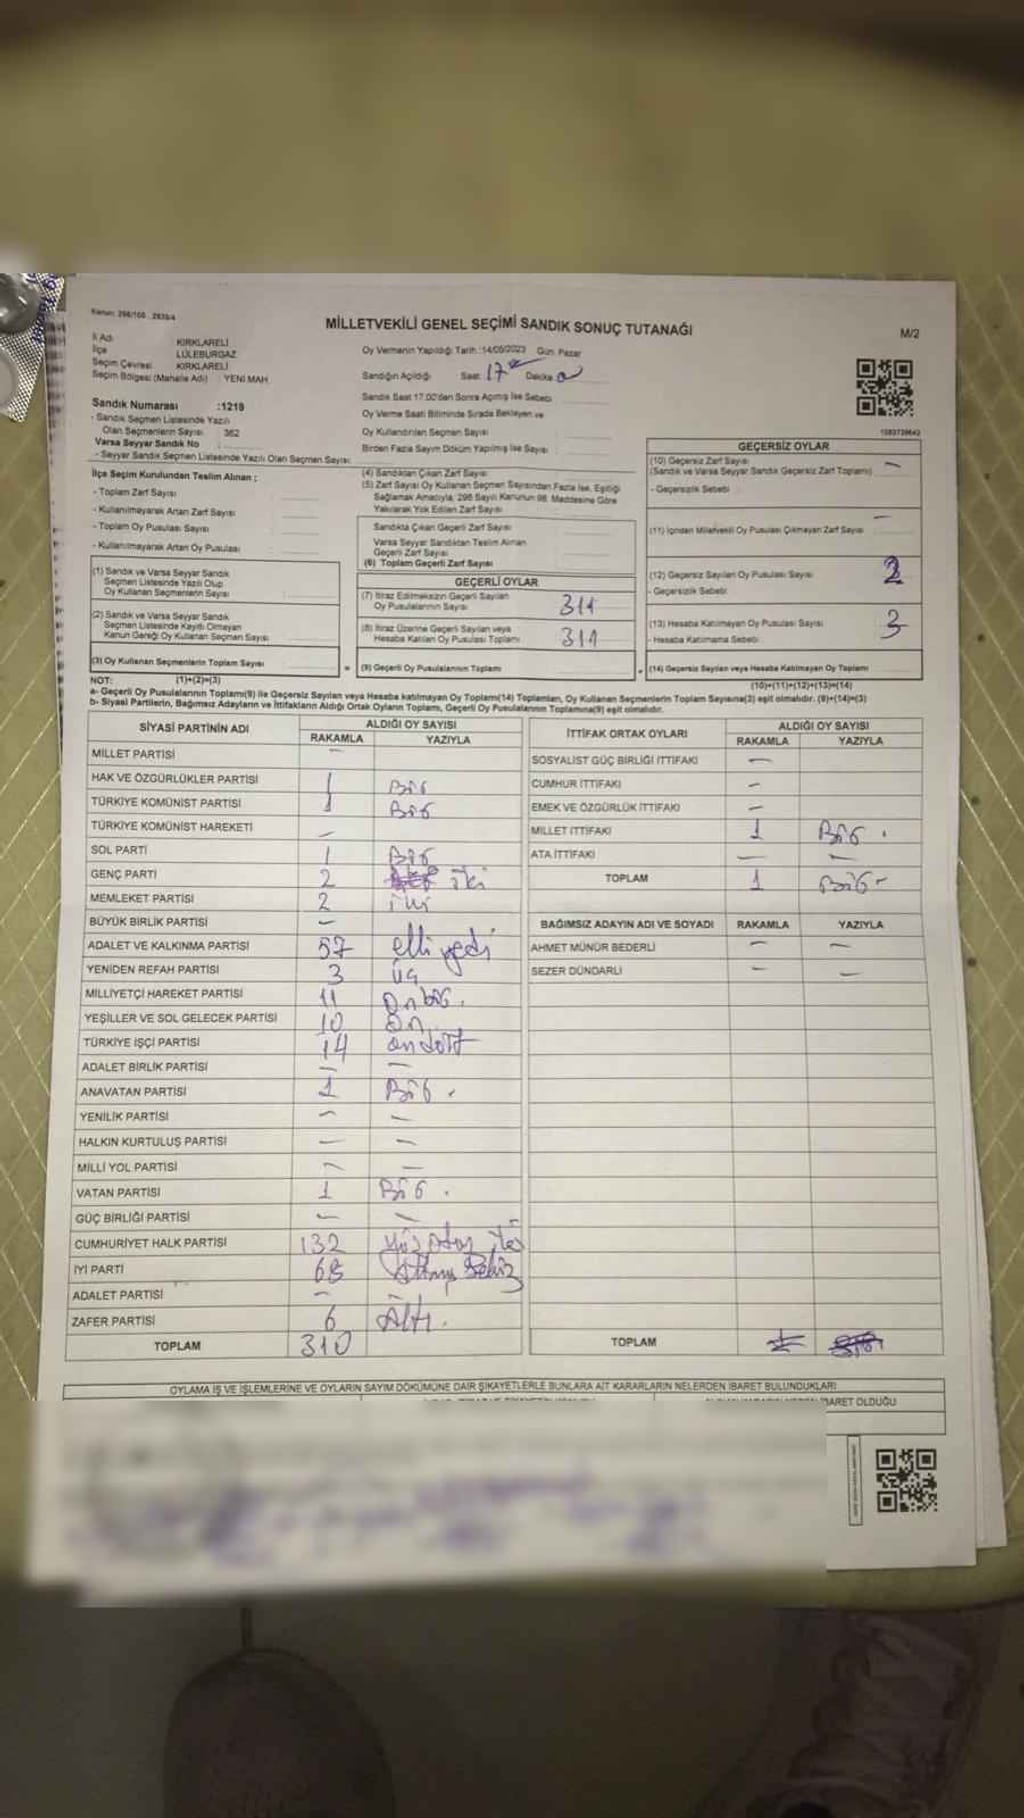 Kanun: 298/105 2839/4
MİLLETVEKİLİ GENEL SEÇİMİ SANDIK SONUÇ TUTANAĞI
M/2
İl Adı KIRKLARELİ
İlçe LÜLEBURGAZ
Seçim Çevresi KIRKLARELİ
Seçim Bölgesi (Mahalle Adı) : YENİ MAH.
Oy Vermenin Yapıldığı Tarih :14/05/2023 Gün: Pazar
Sandığın Açıldığı Saat 17 Dakika
Sandık Saat 17.00'den Sonra Açılmış İse Sebebi
Oy Verme Saati Bitiminde Sırada Bekleyen ve
Oy Kullandırılan Seçmen Sayısı
Birden Fazla Sayım Döküm Yapılmış İse Sayısı
Sandık Numarası :1219
- Sandık Seçmen Listesinde Yazılı
Olan Seçmenlerin Sayısı 362
Varsa Seyyar Sandık No :
- Seyyar Sandık Seçmen Listesinde Yazılı Olan Seçmen Sayısı:
İlçe Seçim Kurulundan Teslim Alınan ;
- Toplam Zarf Sayısı
- Kullanılmayarak Artan Zarf Sayısı
- Toplam Oy Pusulası Sayısı
- Kullanılmayarak Artan Oy Pusulası
(4) Sandıktan Çıkan Zarf Sayısı
(5) Zarf Sayısı Oy Kullanan Seçmen Sayısından Fazla İse, Eşitliği
Sağlamak Amacıyla, 298 Sayılı Kanunun 98. Maddesine Göre
Yakılarak Yok Edilen Zarf Sayısı
Sandıkta Çıkan Geçerli Zarf Sayısı
Varsa Seyyar Sandıktan Teslim Alınan
Geçerli Zarf Sayısı
(6) Toplam Geçerli Zarf Sayısı
GEÇERSİZ OYLAR
(10) Geçersiz Zarf Sayısı —
(Sandık ve Varsa Seyyar Sandık Geçersiz Zarf Toplamı)
- Geçersizlik Sebebi
(11) İçinden Milletvekili Oy Pusulası Çıkmayan Zarf Sayısı —
(12) Geçersiz Sayılan Oy Pusulası Sayısı
- Geçersizlik Sebebi
(13) Hesaba Katılmayan Oy Pusulası Sayısı 3
- Hesaba Katılmama Sebebi
(14) Geçersiz Sayılan veya Hesaba Katılmayan Oy Toplamı
(10)+(11)+(12)+(13)=(14)
(1) Sandık ve Varsa Seyyar Sandık
Seçmen Listesinde Yazılı Olup
Oy Kullanan Seçmenlerin Sayısı
(2) Sandık ve Varsa Seyyar Sandık
Seçmen Listesinde Kayıtlı Olmayan
Kanun Gereği Oy Kullanan Seçmen Sayısı
(3) Oy Kullanan Seçmenlerin Toplam Sayısı
(1)+(2)=(3)
GEÇERLİ OYLAR
(7) İtiraz Edilmeksizin Geçerli Sayılan
Oy Pusulalarının Sayısı 311
(8) İtiraz Üzerine Geçerli Sayılan veya
Hesaba Katılan Oy Pusulası Toplamı 311
(9) Geçerli Oy Pusulalarının Toplamı
NOT:
a- Geçerli Oy Pusulalarının Toplamı(9) ile Geçersiz Sayılan veya Hesaba katılmayan Oy Toplamı(14) Toplamları, Oy Kullanan Seçmenlerin Toplam Sayısına(3) eşit olmalıdır. (9)+(14)=(3)
b- Siyasi Partilerin, Bağımsız Adayların ve İttifakların Aldığı Ortak Oyların Toplamı, Geçerli Oy Pusulalarının Toplamına(9) eşit olmalıdır.
SİYASİ PARTİNİN ADI ALDIĞI OY SAYISI
RAKAMLA YAZIYLA
MİLLET PARTİSİ —
HAK VE ÖZGÜRLÜKLER PARTİSİ 1 Bir
TÜRKİYE KOMÜNİST PARTİSİ 1 Bir
TÜRKİYE KOMÜNİST HAREKETİ —
SOL PARTİ 1 Bir
GENÇ PARTİ 2 iki
MEMLEKET PARTİSİ 2 iki
BÜYÜK BİRLİK PARTİSİ —
ADALET VE KALKINMA PARTİSİ 57 elli yedi
YENİDEN REFAH PARTİSİ 3 üç
MİLLİYETÇİ HAREKET PARTİSİ 11 Onbir.
YEŞİLLER VE SOL GELECEK PARTİSİ 10 On
TÜRKİYE İŞÇİ PARTİSİ 14 ondört
ADALET BİRLİK PARTİSİ — —
ANAVATAN PARTİSİ 1 Bir.
YENİLİK PARTİSİ — —
HALKIN KURTULUŞ PARTİSİ — —
MİLLİ YOL PARTİSİ — —
VATAN PARTİSİ 1 Bir.
GÜÇ BİRLİĞİ PARTİSİ — —
CUMHURİYET HALK PARTİSİ 132 yüzotuz iki
İYİ PARTİ 68 Altmış Sekiz
ADALET PARTİSİ —
ZAFER PARTİSİ 6 Altı.
TOPLAM 310
İTTİFAK ORTAK OYLARI ALDIĞI OY SAYISI
RAKAMLA YAZIYLA
SOSYALİST GÜÇ BİRLİĞİ İTTİFAKI —
CUMHUR İTTİFAKI —
EMEK VE ÖZGÜRLÜK İTTİFAKI —
MİLLET İTTİFAKI 1 Bir.
ATA İTTİFAKI — —
TOPLAM 1 Bir-
BAĞIMSIZ ADAYIN ADI VE SOYADI RAKAMLA YAZIYLA
AHMET MÜNÜR BEDERLİ — —
SEZER DÜNDARLI — —
TOPLAM
OYLAMA İŞ VE İŞLEMLERİNE VE OYLARIN SAYIM DÖKÜMÜNE DAİR ŞİKAYETLERLE BUNLARA AİT KARARLARIN NELERDEN İBARET BULUNDUKLARI
İBARET OLDUĞU